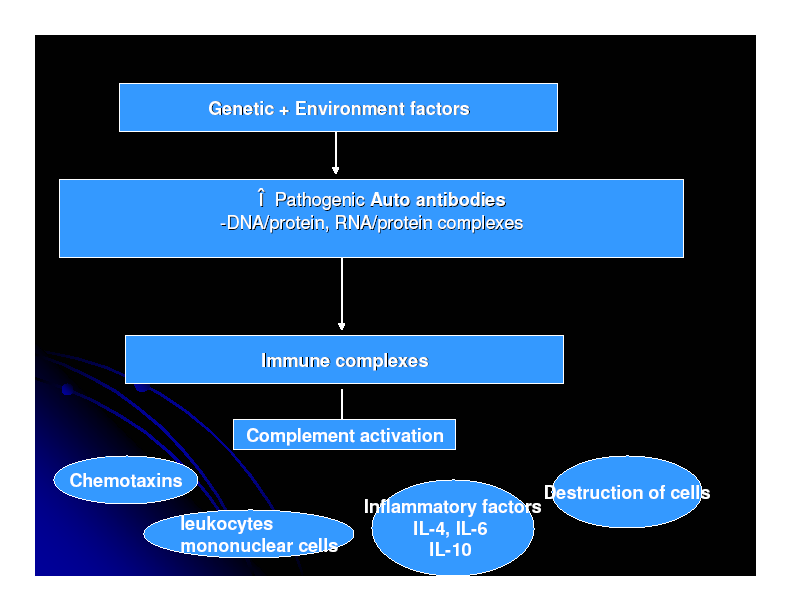 Genetic + Environment factors
Î Pathogenic Auto antibodies
-DNA/protein, RNA/protein complexes
Immune complexes
Complement activation
Chemotaxins
leukocytes
mononuclear cells
Inflammatory factors
IL-4, IL-6
IL-10
Destruction of cells